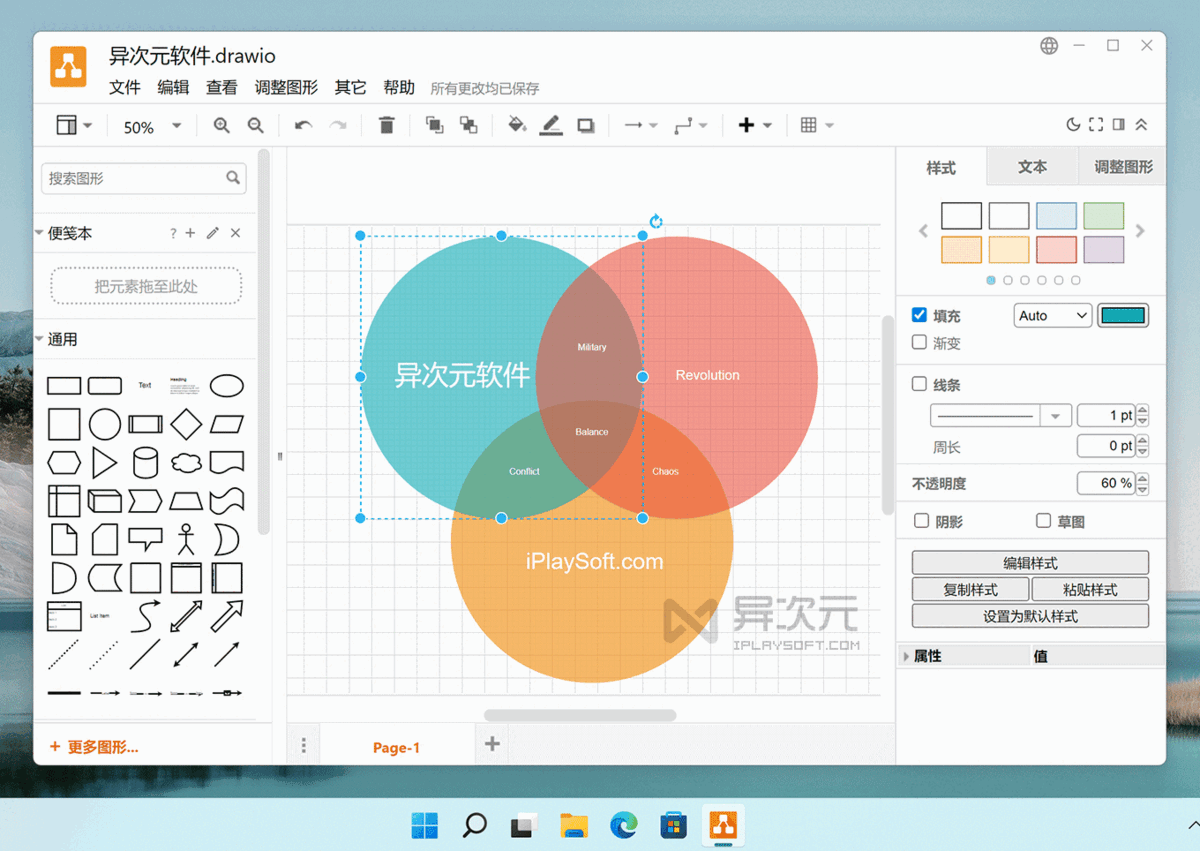 异次元软件.drawio
文件 编辑 查看 调整图形 其它 帮助 所有更改均已保存
50%
搜索图形
便笺本 ?
把元素拖至此处
通用
Text
Heading
List Item
更多图形...
异次元软件
Military
Revolution
Balance
Conflict
Chaos
iPlaySoft.com
异次元
IPLAYSOFT.COM
Page-1
样式 文本 调整图形
填充 Auto
渐变
线条
1 pt
周长 0 pt
不透明度 60 %
阴影 草图
编辑样式
复制样式 粘贴样式
设置为默认样式
属性 值